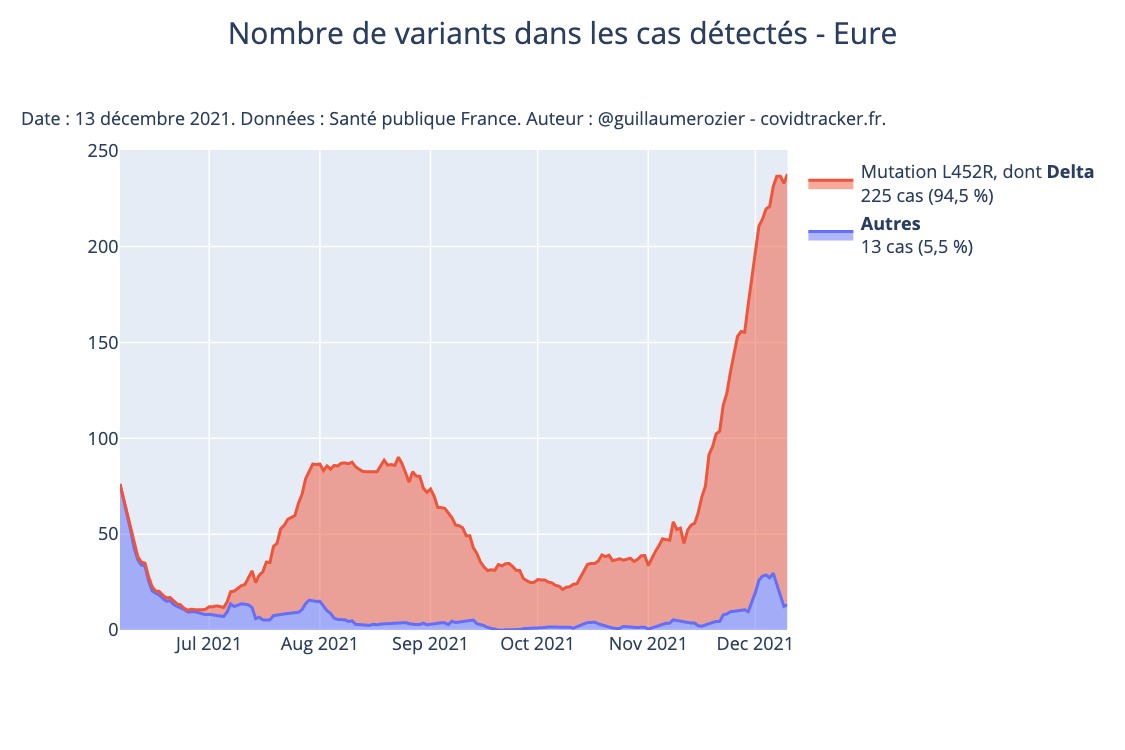 Nombre de variants dans les cas détectés - Eure
Date : 13 décembre 2021. Données : Santé publique France. Auteur : @guillaumerozier - covidtracker.fr.
250
200
150
100
50
0
Jul 2021
Aug 2021
Sep 2021
Oct 2021
Nov 2021
Dec 2021
Mutation L452R, dont Delta
225 cas (94,5 %)
Autres
13 cas (5,5 %)